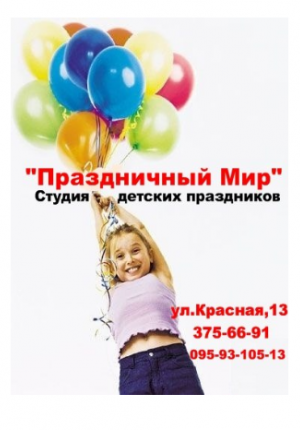 "Праздничный Мир"
Студия детских праздников
ул.Красная,13
375-66-91
095-93-105-13